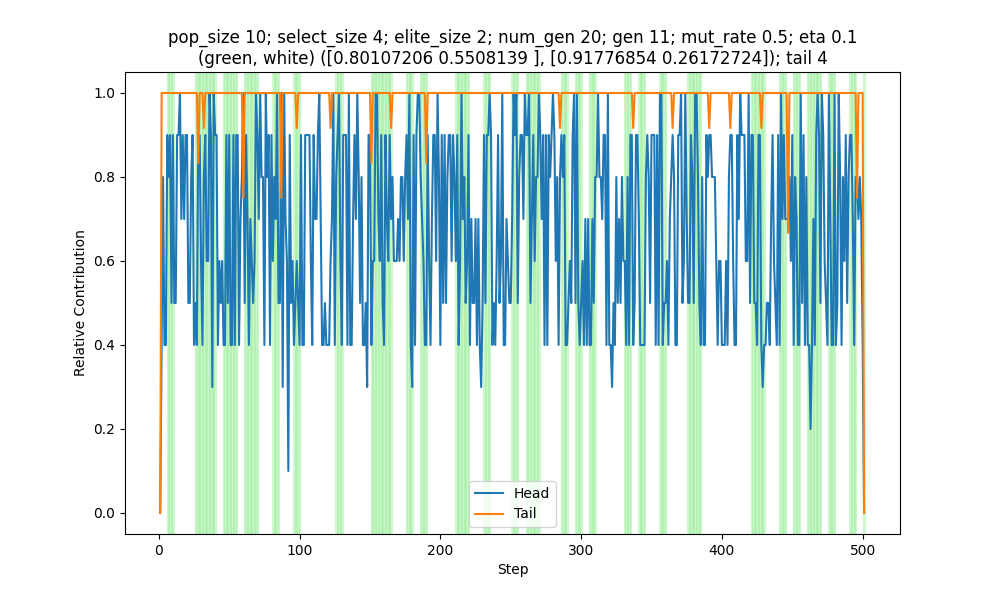 pop_size 10; select_size 4; elite_size 2; num_gen 20; gen 11; mut_rate 0.5; eta 0.1
(green, white) ([0.80107206 0.5508139 ], [0.91776854 0.26172724]); tail 4
1.0
0.8
0.6
0.4
0.2
0.0
Relative Contribution
Head
Tail
0 100 200 300 400 500
Step